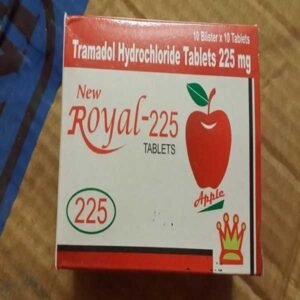 10 Blister x 10 Tablets
Tramadol Hydrochloride Tablets 225 mg
New
Royal-225
TABLETS
Apple
225